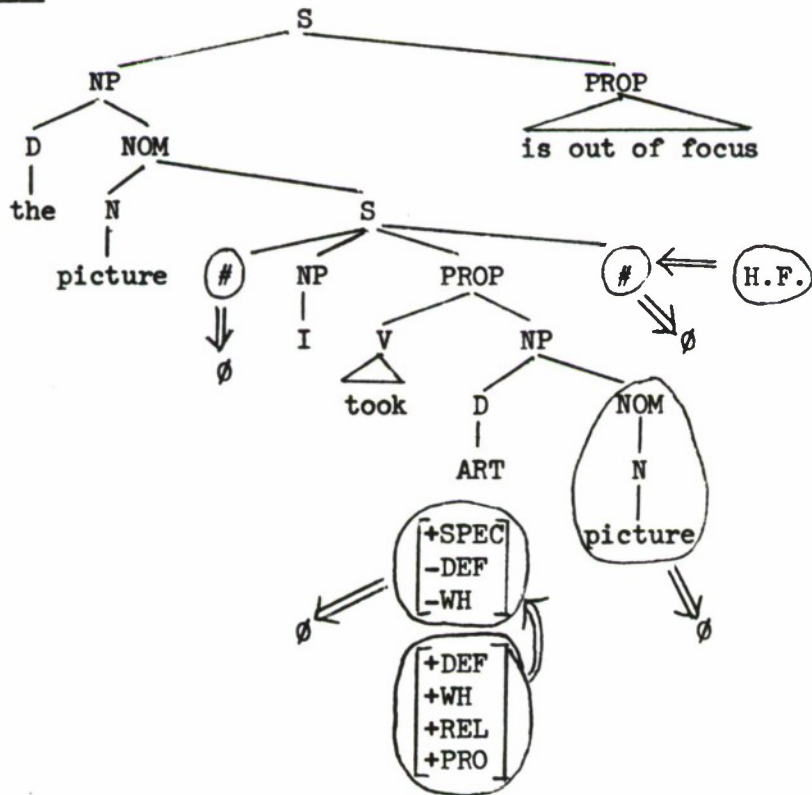 S
NP PROP
D NOM is out of focus
the N S
picture # NP PROP # H.F.
Ø I V NP Ø
took D NOM
ART N
picture
[+SPEC]
-DEF
-WH
Ø Ø
[+DEF
+WH
+REL
+PRO]